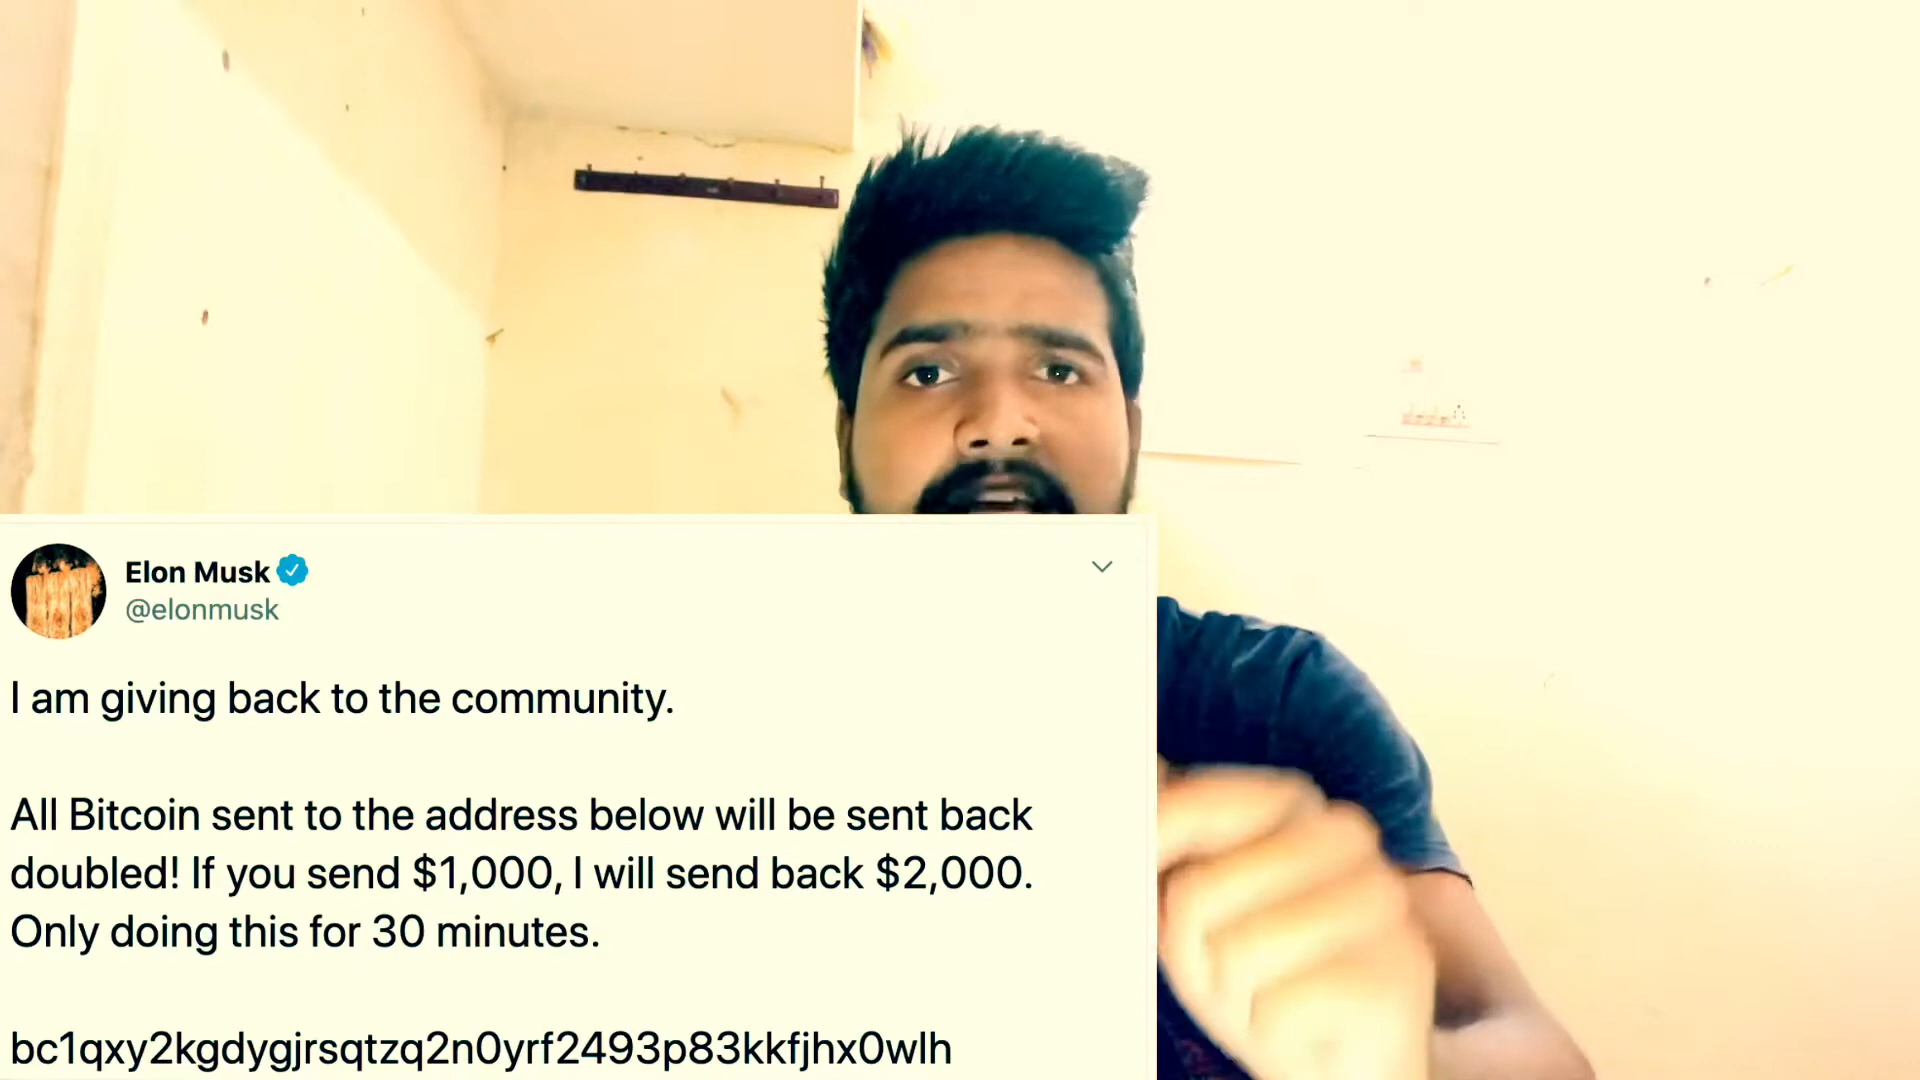 Elon Musk
@elonmusk
I am giving back to the community.
All Bitcoin sent to the address below will be sent back
doubled! If you send $1,000, I will send back $2,000.
Only doing this for 30 minutes.
bc1qxy2kgdygjrsqtzq2n0yrf2493p83kkfjhx0wlh